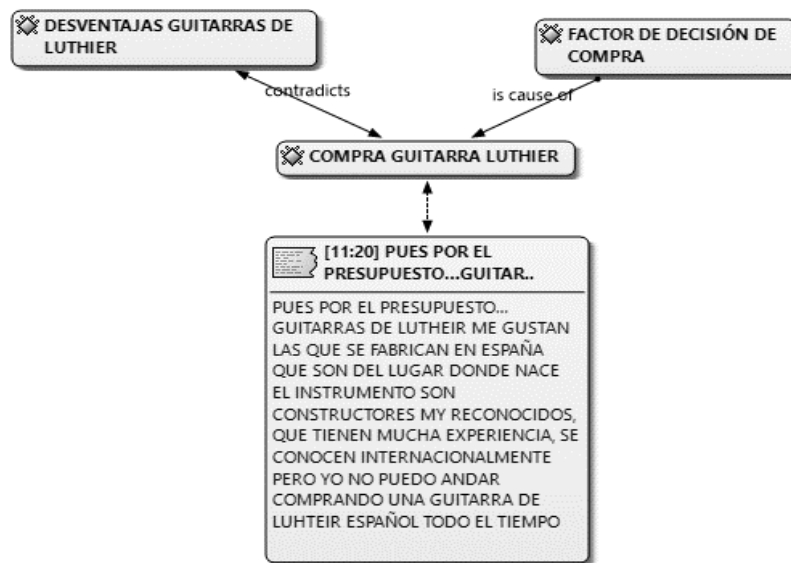 DESVENTAJAS GUITARRAS DE
LUTHIER
FACTOR DE DECISIÓN DE
COMPRA
contradicts
is cause of
COMPRA GUITARRA LUTHIER
[11:20] PUES POR EL
PRESUPUESTO...GUITAR..
PUES POR EL PRESUPUESTO...
GUITARRAS DE LUTHEIR ME GUSTAN
LAS QUE SE FABRICAN EN ESPAÑA
QUE SON DEL LUGAR DONDE NACE
EL INSTRUMENTO SON
CONSTRUCTORES MY RECONOCIDOS,
QUE TIENEN MUCHA EXPERIENCIA, SE
CONOCEN INTERNACIONALMENTE
PERO YO NO PUEDO ANDAR
COMPRANDO UNA GUITARRA DE
LUHTEIR ESPAÑOL TODO EL TIEMPO